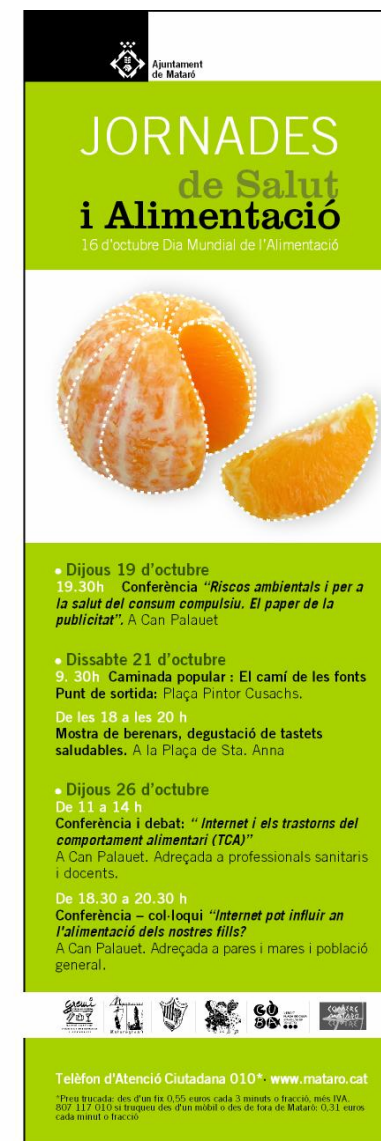 Ajuntament
de Mataró
JORNADES
de Salut
i Alimentació
16 d'octubre Dia Mundial de l'Alimentació
• Dijous 19 d'octubre
19.30h Conferència “Riscos ambientals i per a
la salut del consum compulsiu. El paper de la
publicitat”. A Can Palauet
• Dissabte 21 d'octubre
9. 30h Caminada popular : El camí de les fonts
Punt de sortida: Plaça Pintor Cusachs.
De les 18 a les 20 h
Mostra de berenars, degustació de tastets
saludables. A la Plaça de Sta. Anna
• Dijous 26 d'octubre
De 11 a 14 h
Conferència i debat: “ Internet i els trastorns del
comportament alimentari (TCA)”
A Can Palauet. Adreçada a professionals sanitaris
i docents.
De 18.30 a 20.30 h
Conferència – col·loqui “Internet pot influir an
l'alimentació dels nostres fills?
A Can Palauet. Adreçada a pares i mares i població
general.
Telèfon d'Atenció Ciutadana 010*· www.mataro.cat
*Preu trucada: des d'un fix 0,55 euros cada 3 minuts o fracció, més IVA.
807 117 010 si truqueu des d'un mòbil o des de fora de Mataró: 0,31 euros
cada minut o fracció